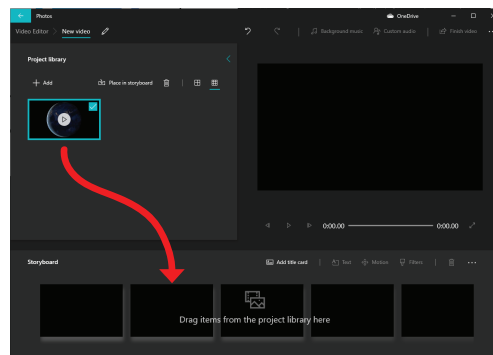 Photos
OneDrive
Video Editor New video
Background music Custom audio Finish video
Project library
Add Place in storyboard
0:00.00 0:00.00
Storyboard Add title card Text Motion Filters
Drag items from the project library here